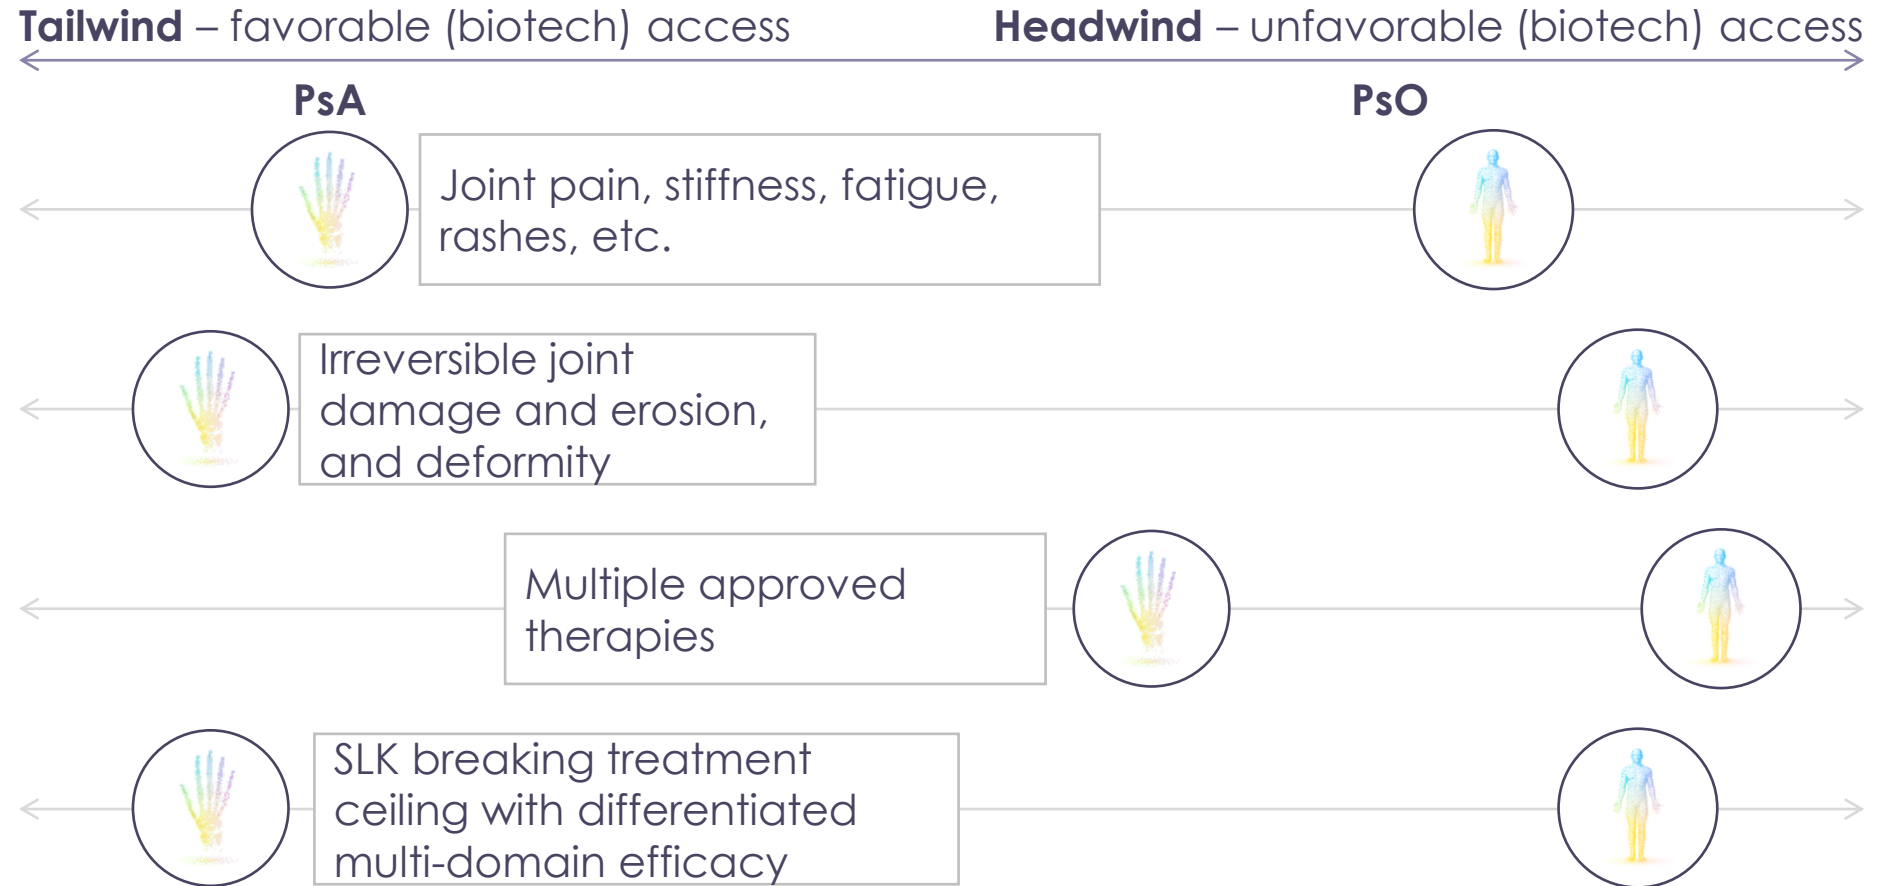 Tailwind – favorable (biotech) access
Headwind – unfavorable (biotech) access
PsA
PsO
Joint pain, stiffness, fatigue,
rashes, etc.
Irreversible joint
damage and erosion,
and deformity
Multiple approved
therapies
SLK breaking treatment
ceiling with differentiated
multi-domain efficacy